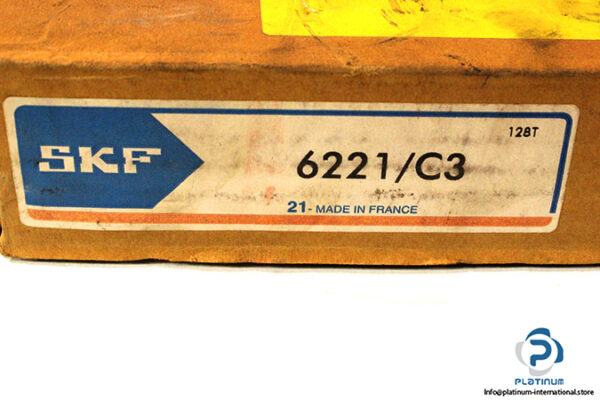 128T
SKF
6221/C3
21- MADE IN FRANCE
PLATINUM
Info@platinum-international.store